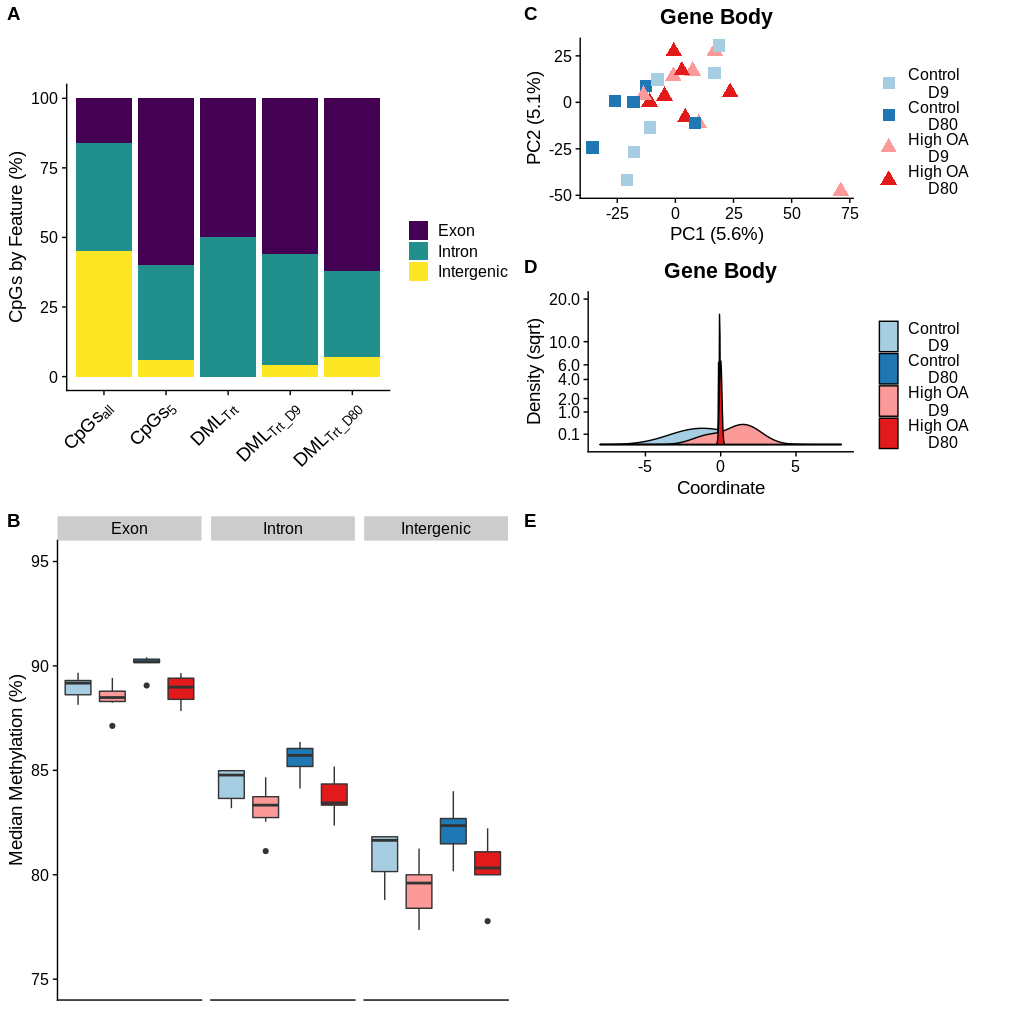 A
100
75
50
25
0
CpGs by Feature (%)
CpGsall
CpGs5
DMLTrt
DMLTrt_D9
DMLTrt_D80
Exon
Intron
Intergenic
B
Exon
Intron
Intergenic
95
90
85
80
75
Median Methylation (%)
C
Gene Body
25
0
-25
-50
PC2 (5.1%)
-25
0
25
50
75
PC1 (5.6%)
Control
D9
Control
D80
High OA
D9
High OA
D80
D
Gene Body
20.0
10.0
6.0
4.0
2.0
1.0
0.1
Density (sqrt)
-5
0
5
Coordinate
Control
D9
Control
D80
High OA
D9
High OA
D80
E